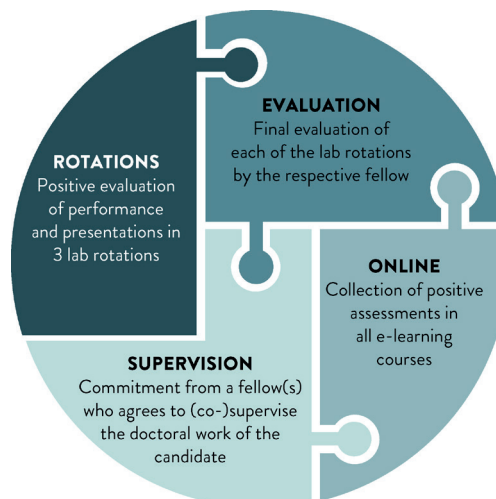 EVALUATION
Final evaluation of
each of the lab rotations
by the respective fellow
ROTATIONS
Positive evaluation
of performance
and presentations in
3 lab rotations
ONLINE
Collection of positive
assessments in
all e-learning
courses
SUPERVISION
Commitment from a fellow(s)
who agrees to (co-)supervise
the doctoral work of the
candidate